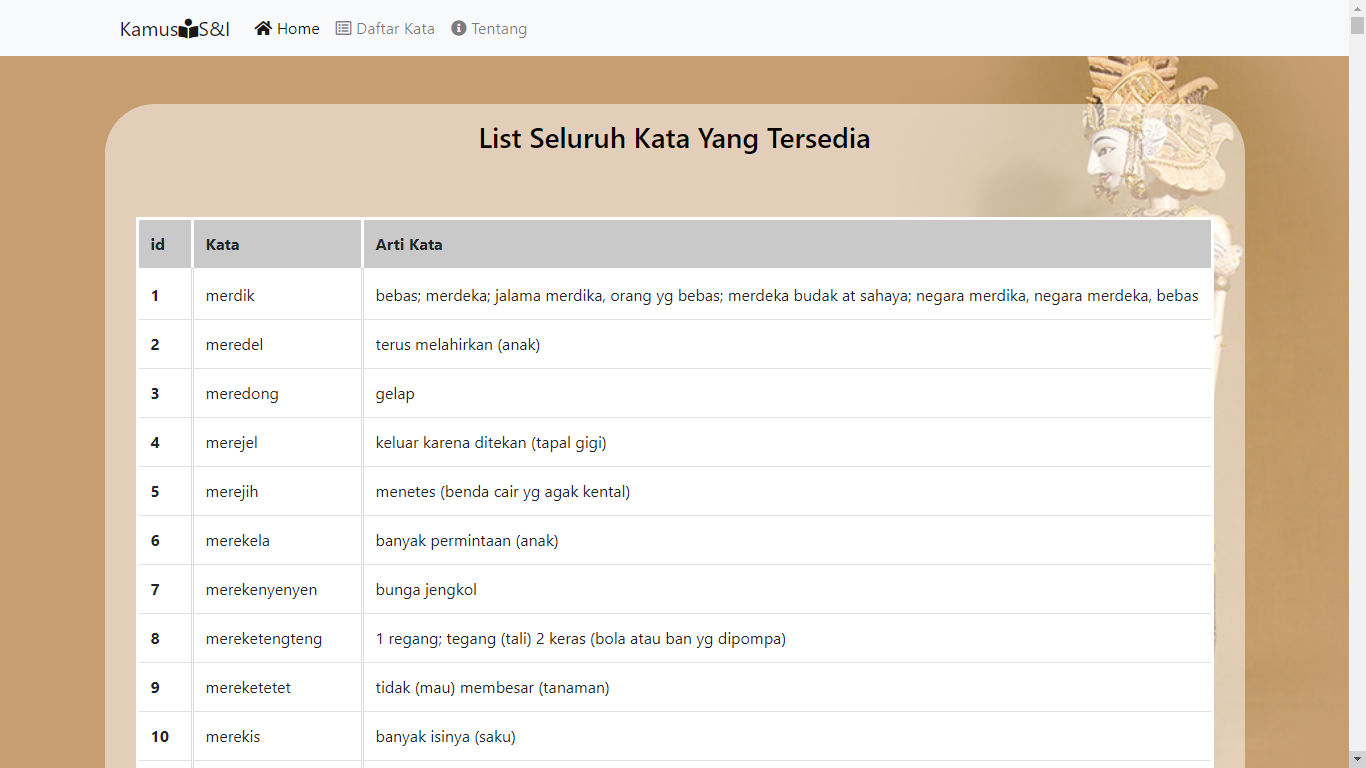 Kamus S&I Home Daftar Kata Tentang
List Seluruh Kata Yang Tersedia
id Kata Arti Kata
1 merdik bebas; merdeka; jalama merdika, orang yg bebas; merdeka budak at sahaya; negara merdika, negara merdeka, bebas
2 meredel terus melahirkan (anak)
3 meredong gelap
4 merejel keluar karena ditekan (tapal gigi)
5 merejih menetes (benda cair yg agak kental)
6 merekela banyak permintaan (anak)
7 merekenyenyen bunga jengkol
8 mereketengteng 1 regang; tegang (tali) 2 keras (bola atau ban yg dipompa)
9 mereketetet tidak (mau) membesar (tanaman)
10 merekis banyak isinya (saku)